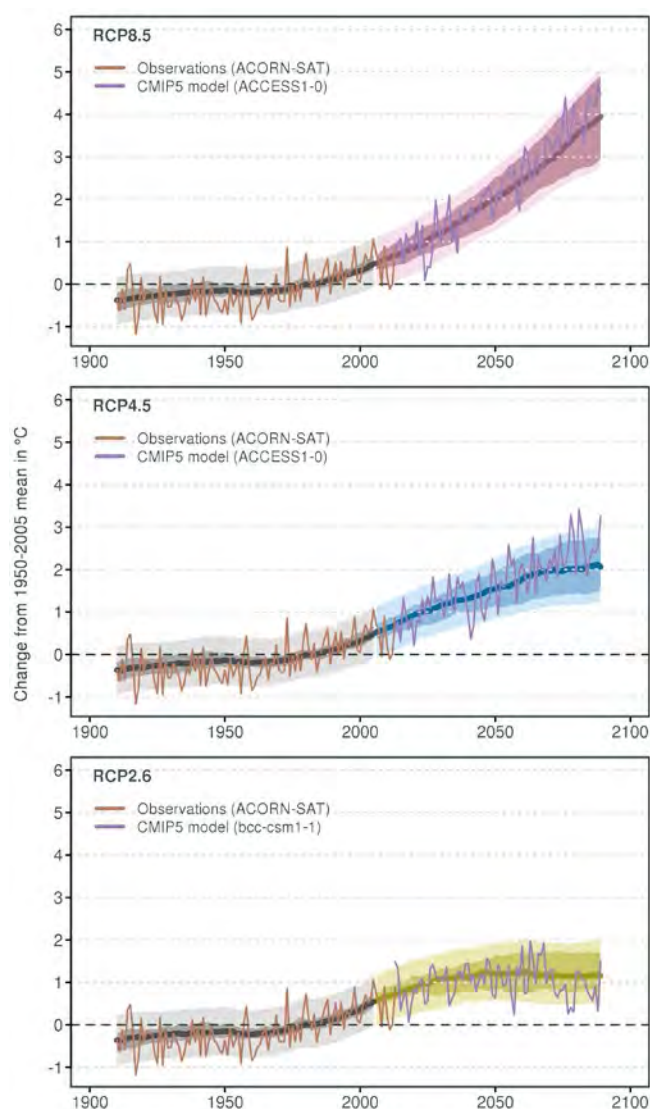 RCP8.5
Observations (ACORN-SAT)
CMIP5 model (ACCESS1-0)
6
5
4
3
2
1
0
-1
1900 1950 2000 2050 2100
RCP4.5
Observations (ACORN-SAT)
CMIP5 model (ACCESS1-0)
6
5
4
3
2
1
0
-1
1900 1950 2000 2050 2100
Change from 1950-2005 mean in ºC
RCP2.6
Observations (ACORN-SAT)
CMIP5 model (bcc-csm1-1)
6
5
4
3
2
1
0
-1
1900 1950 2000 2050 2100